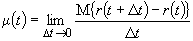 μ(t) = lim_{Δt→0} M{r(t + Δt) − r(t)} / Δt